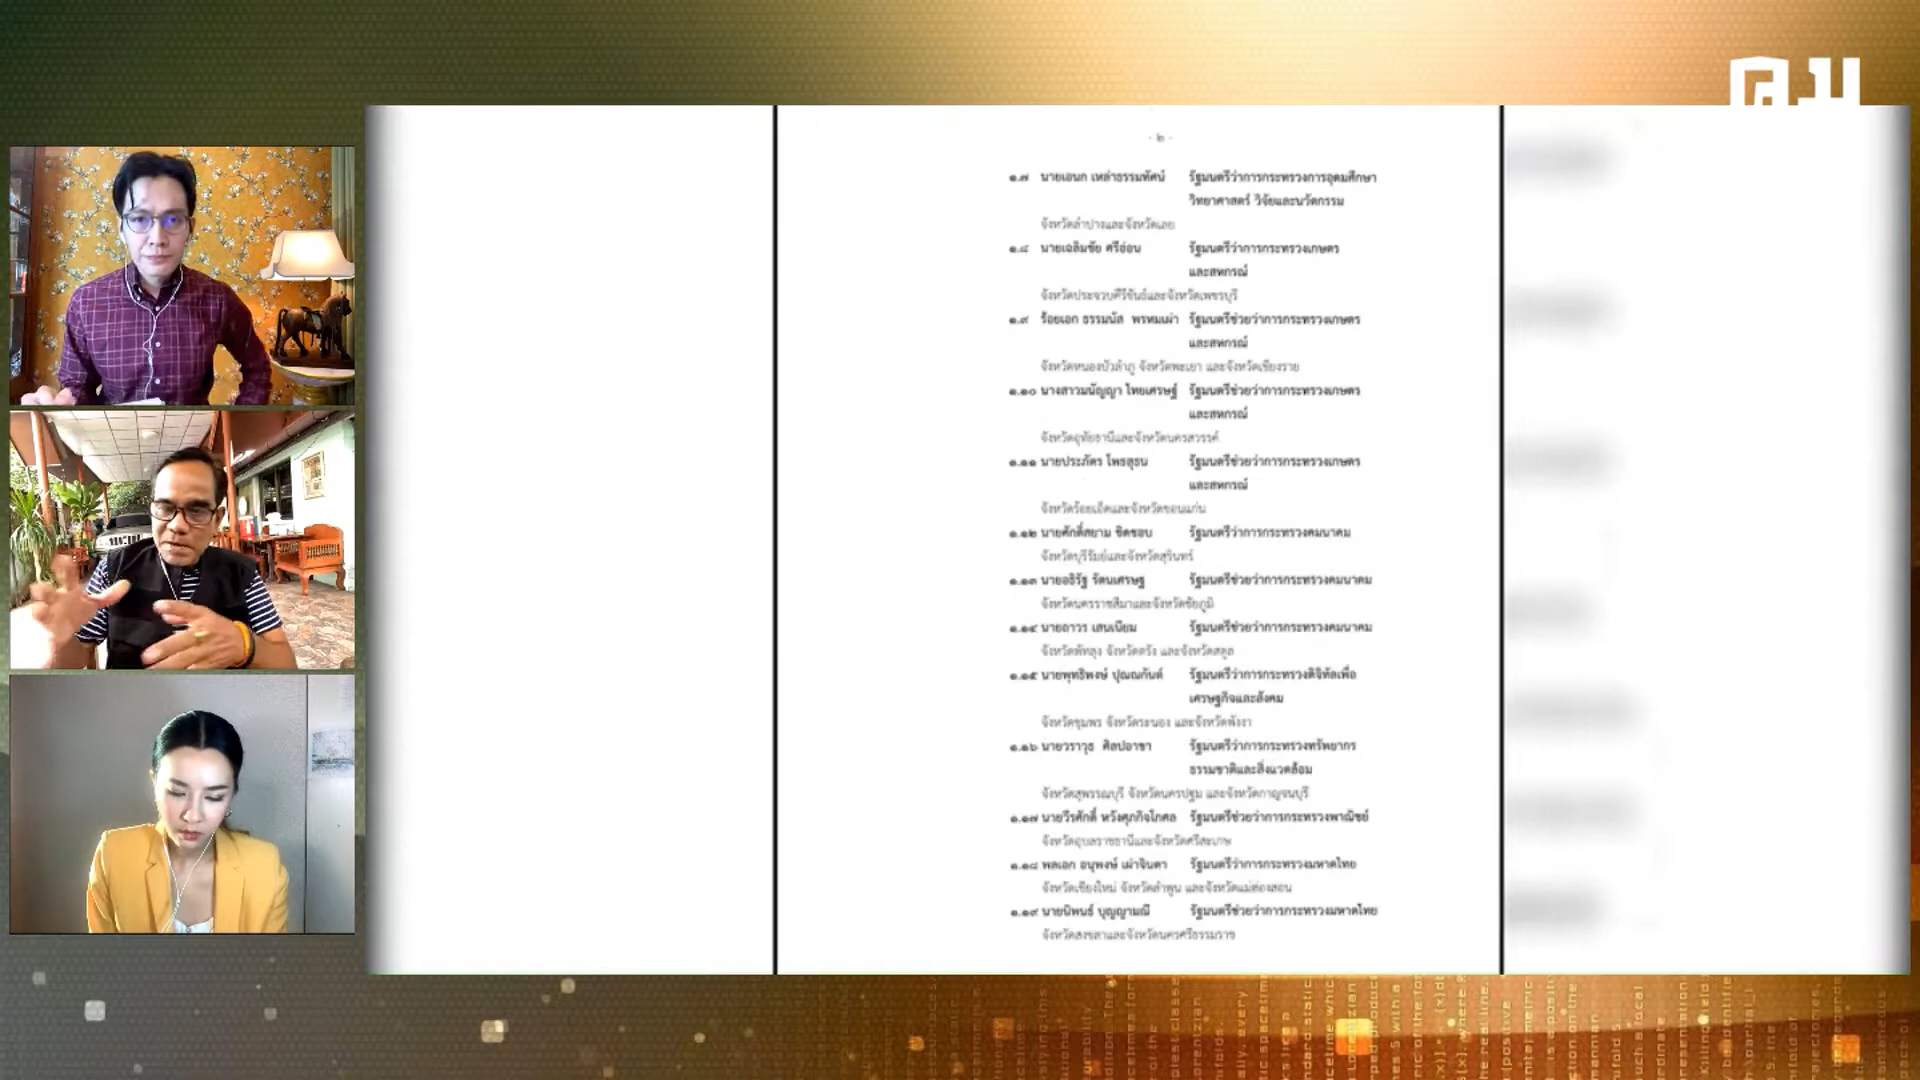 คม
- ๒ -
๑.๗ นายเอนก เหล่าธรรมทัศน์ รัฐมนตรีว่าการกระทรวงการอุดมศึกษา
วิทยาศาสตร์ วิจัยและนวัตกรรม
จังหวัดลำปางและจังหวัดเลย
๑.๘ นายเฉลิมชัย ศรีอ่อน รัฐมนตรีว่าการกระทรวงเกษตร
และสหกรณ์
จังหวัดประจวบคีรีขันธ์และจังหวัดเพชรบุรี
๑.๙ ร้อยเอก ธรรมนัส พรหมเผ่า รัฐมนตรีช่วยว่าการกระทรวงเกษตร
และสหกรณ์
จังหวัดหนองบัวลำภู จังหวัดพะเยา และจังหวัดเชียงราย
๑.๑๐ นางสาวมนัญญา ไทยเศรษฐ์ รัฐมนตรีช่วยว่าการกระทรวงเกษตร
และสหกรณ์
จังหวัดอุทัยธานีและจังหวัดนครสวรรค์
๑.๑๑ นายประภัตร โพธสุธน รัฐมนตรีช่วยว่าการกระทรวงเกษตร
และสหกรณ์
จังหวัดร้อยเอ็ดและจังหวัดขอนแก่น
๑.๑๒ นายศักดิ์สยาม ชิดชอบ รัฐมนตรีว่าการกระทรวงคมนาคม
จังหวัดบุรีรัมย์และจังหวัดสุรินทร์
๑.๑๓ นายอธิรัฐ รัตนเศรษฐ รัฐมนตรีช่วยว่าการกระทรวงคมนาคม
จังหวัดนครราชสีมาและจังหวัดชัยภูมิ
๑.๑๔ นายถาวร เสนเนียม รัฐมนตรีช่วยว่าการกระทรวงคมนาคม
จังหวัดพัทลุง จังหวัดตรัง และจังหวัดสตูล
๑.๑๕ นายพุทธิพงษ์ ปุณณกันต์ รัฐมนตรีว่าการกระทรวงดิจิทัลเพื่อ
เศรษฐกิจและสังคม
จังหวัดชุมพร จังหวัดระนอง และจังหวัดพังงา
๑.๑๖ นายวราวุธ ศิลปอาชา รัฐมนตรีว่าการกระทรวงทรัพยากร
ธรรมชาติและสิ่งแวดล้อม
จังหวัดสุพรรณบุรี จังหวัดนครปฐม และจังหวัดกาญจนบุรี
๑.๑๗ นายวีรศักดิ์ หวังศุภกิจโกศล รัฐมนตรีช่วยว่าการกระทรวงพาณิชย์
จังหวัดอุบลราชธานีและจังหวัดศรีสะเกษ
๑.๑๘ พลเอก อนุพงษ์ เผ่าจินดา รัฐมนตรีว่าการกระทรวงมหาดไทย
จังหวัดเชียงใหม่ จังหวัดลำพูน และจังหวัดแม่ฮ่องสอน
๑.๑๙ นายนิพนธ์ บุญญามณี รัฐมนตรีช่วยว่าการกระทรวงมหาดไทย
จังหวัดสงขลาและจังหวัดนครศรีธรรมราช